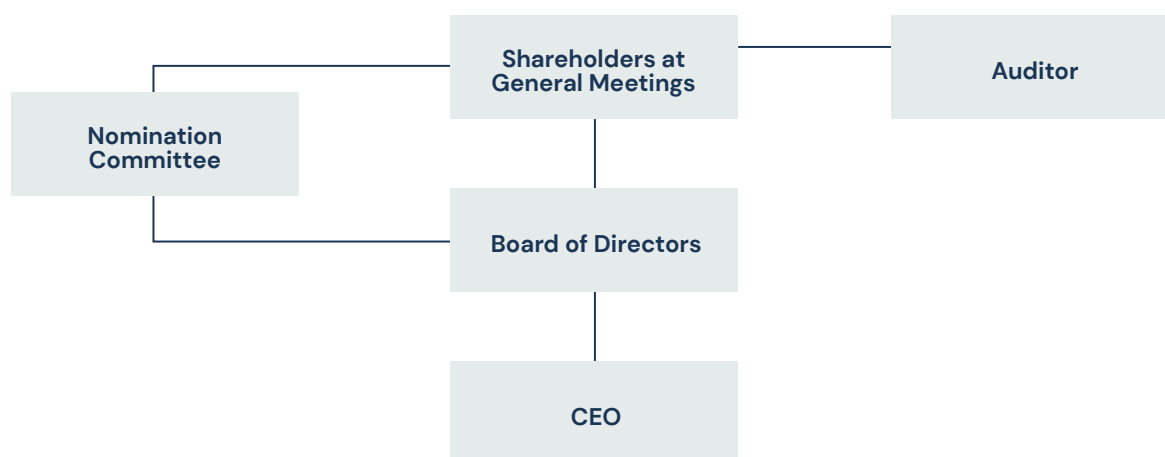 Shareholders at
General Meetings
Auditor
Nomination
Committee
Board of Directors
CEO